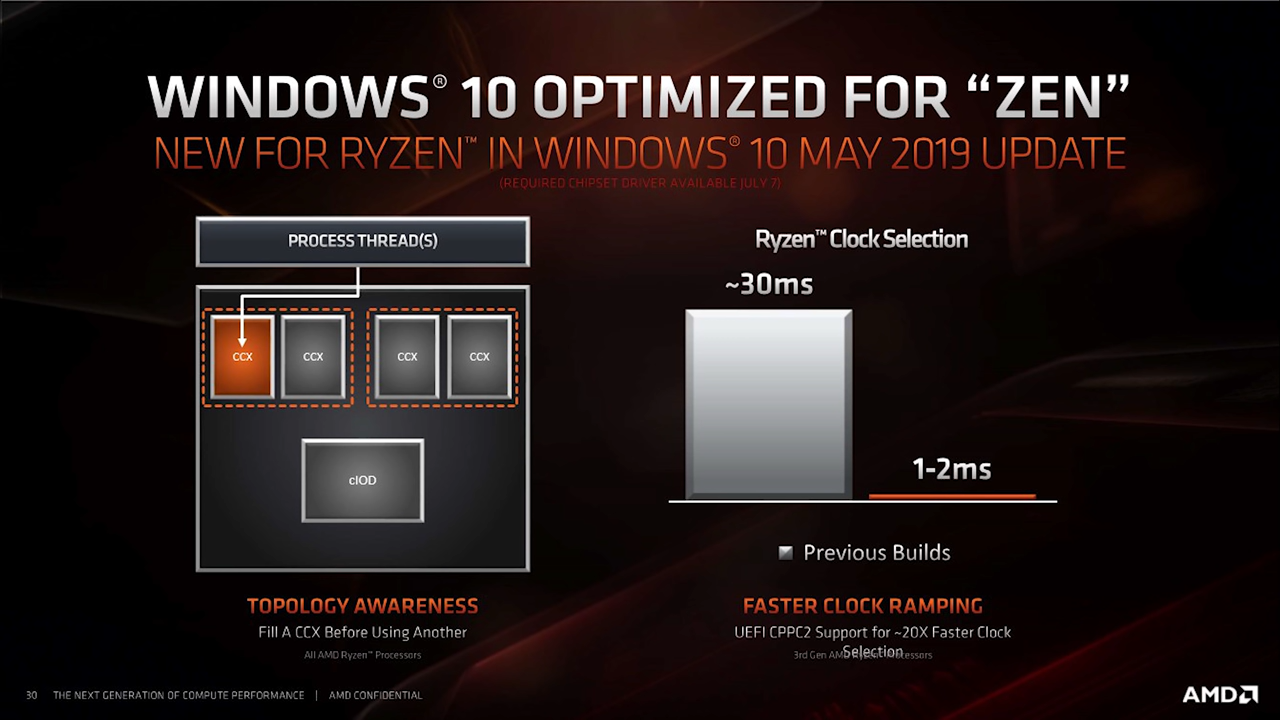 WINDOWS® 10 OPTIMIZED FOR “ZEN”
NEW FOR RYZEN™ IN WINDOWS® 10 MAY 2019 UPDATE
(REQUIRED CHIPSET DRIVER AVAILABLE JULY 7)
PROCESS THREAD(S)
CCX
CCX
CCX
CCX
cIOD
TOPOLOGY AWARENESS
Fill A CCX Before Using Another
All AMD Ryzen™ Processors
Ryzen™ Clock Selection
~30ms
1-2ms
Previous Builds
FASTER CLOCK RAMPING
UEFI CPPC2 Support for ~20X Faster Clock
Selection
3rd Gen AMD Ryzen™ Processors
30 THE NEXT GENERATION OF COMPUTE PERFORMANCE | AMD CONFIDENTIAL
AMD